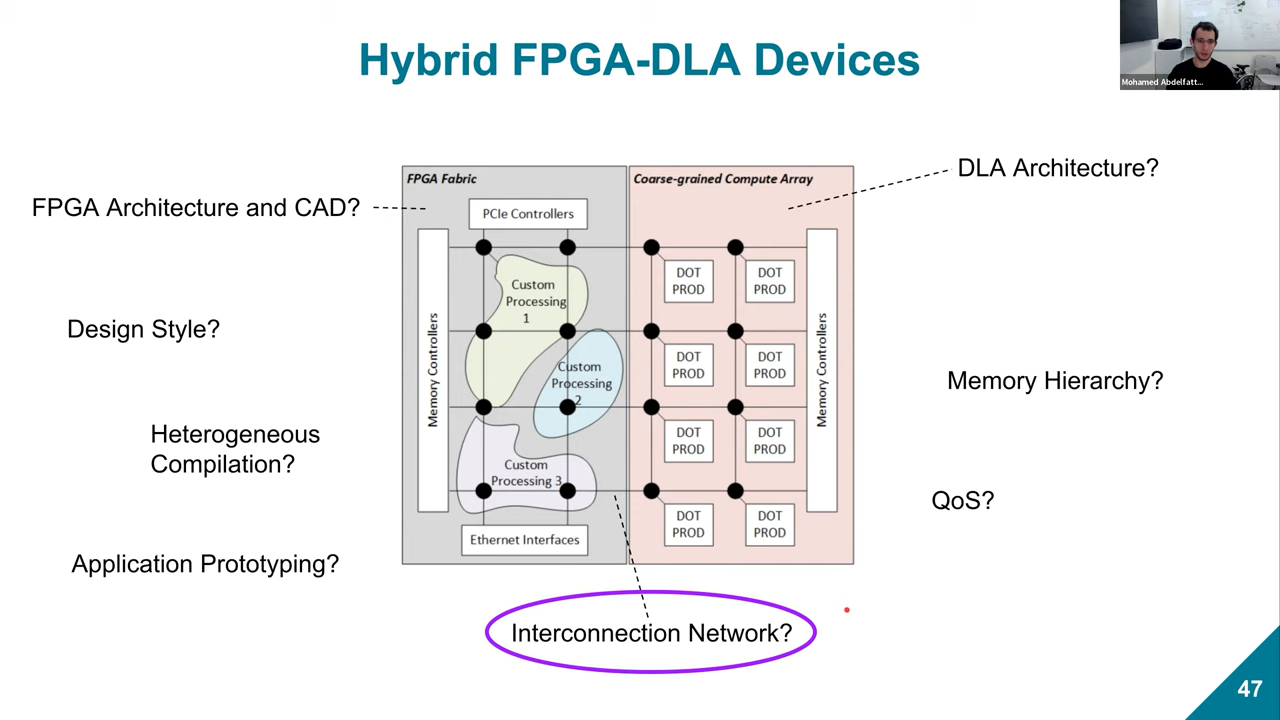 Hybrid FPGA-DLA Devices
Mohamed Abdelfatt...
FPGA Architecture and CAD?
Design Style?
Heterogeneous
Compilation?
Application Prototyping?
FPGA Fabric
PCIe Controllers
Memory Controllers
Custom
Processing
1
Custom
Processing
2
Custom
Processing 3
Ethernet Interfaces
Coarse-grained Compute Array
DOT
PROD
DOT
PROD
DOT
PROD
DOT
PROD
DOT
PROD
DOT
PROD
DOT
PROD
DOT
PROD
Memory Controllers
DLA Architecture?
Memory Hierarchy?
QoS?
Interconnection Network?
47